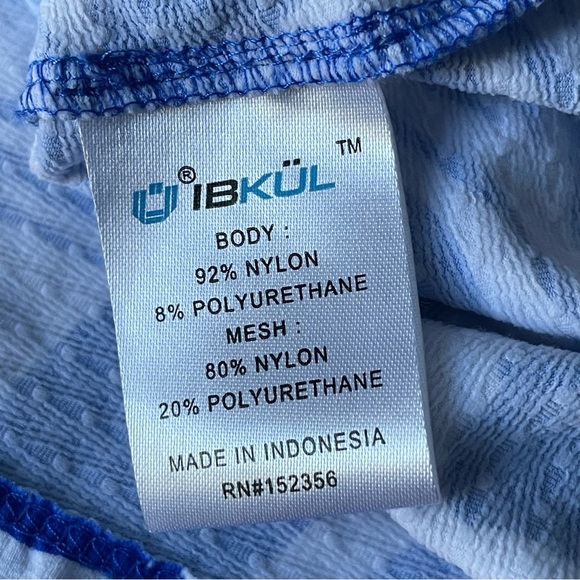 ® IBKÜL ™
BODY :
92% NYLON
8% POLYURETHANE
MESH :
80% NYLON
20% POLYURETHANE
MADE IN INDONESIA
RN#152356